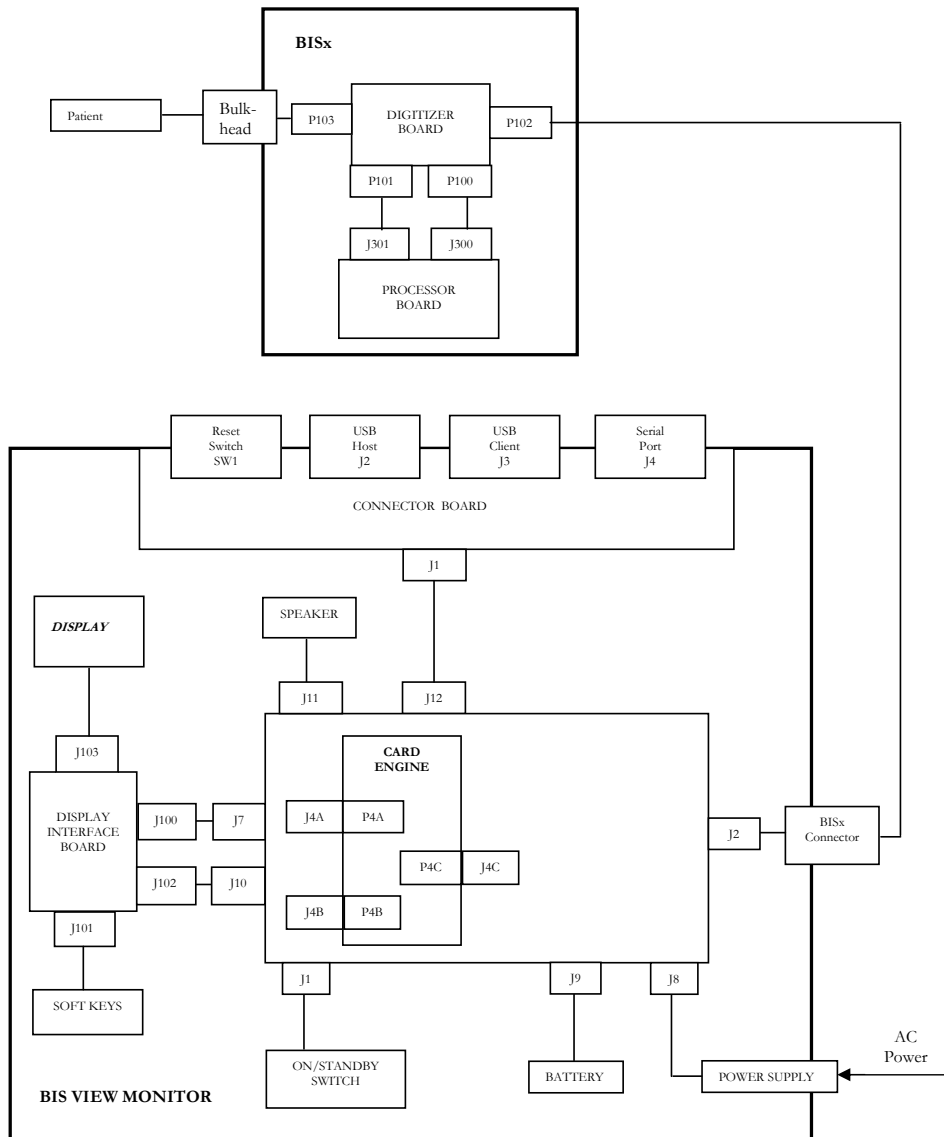 BISx
Patient
Bulk-
head
P103
DIGITIZER
BOARD
P102
P101
P100
J301
J300
PROCESSOR
BOARD
Reset
Switch
SW1
USB
Host
J2
USB
Client
J3
Serial
Port
J4
CONNECTOR BOARD
J1
SPEAKER
DISPLAY
J11
J12
J103
CARD
ENGINE
DISPLAY
INTERFACE
BOARD
J100
J7
J4A
P4A
J2
BISx
Connector
P4C
J4C
J102
J10
J4B
P4B
J101
J1
J9
J8
SOFT KEYS
ON/STANDBY
SWITCH
BATTERY
POWER SUPPLY
AC
Power
BIS VIEW MONITOR